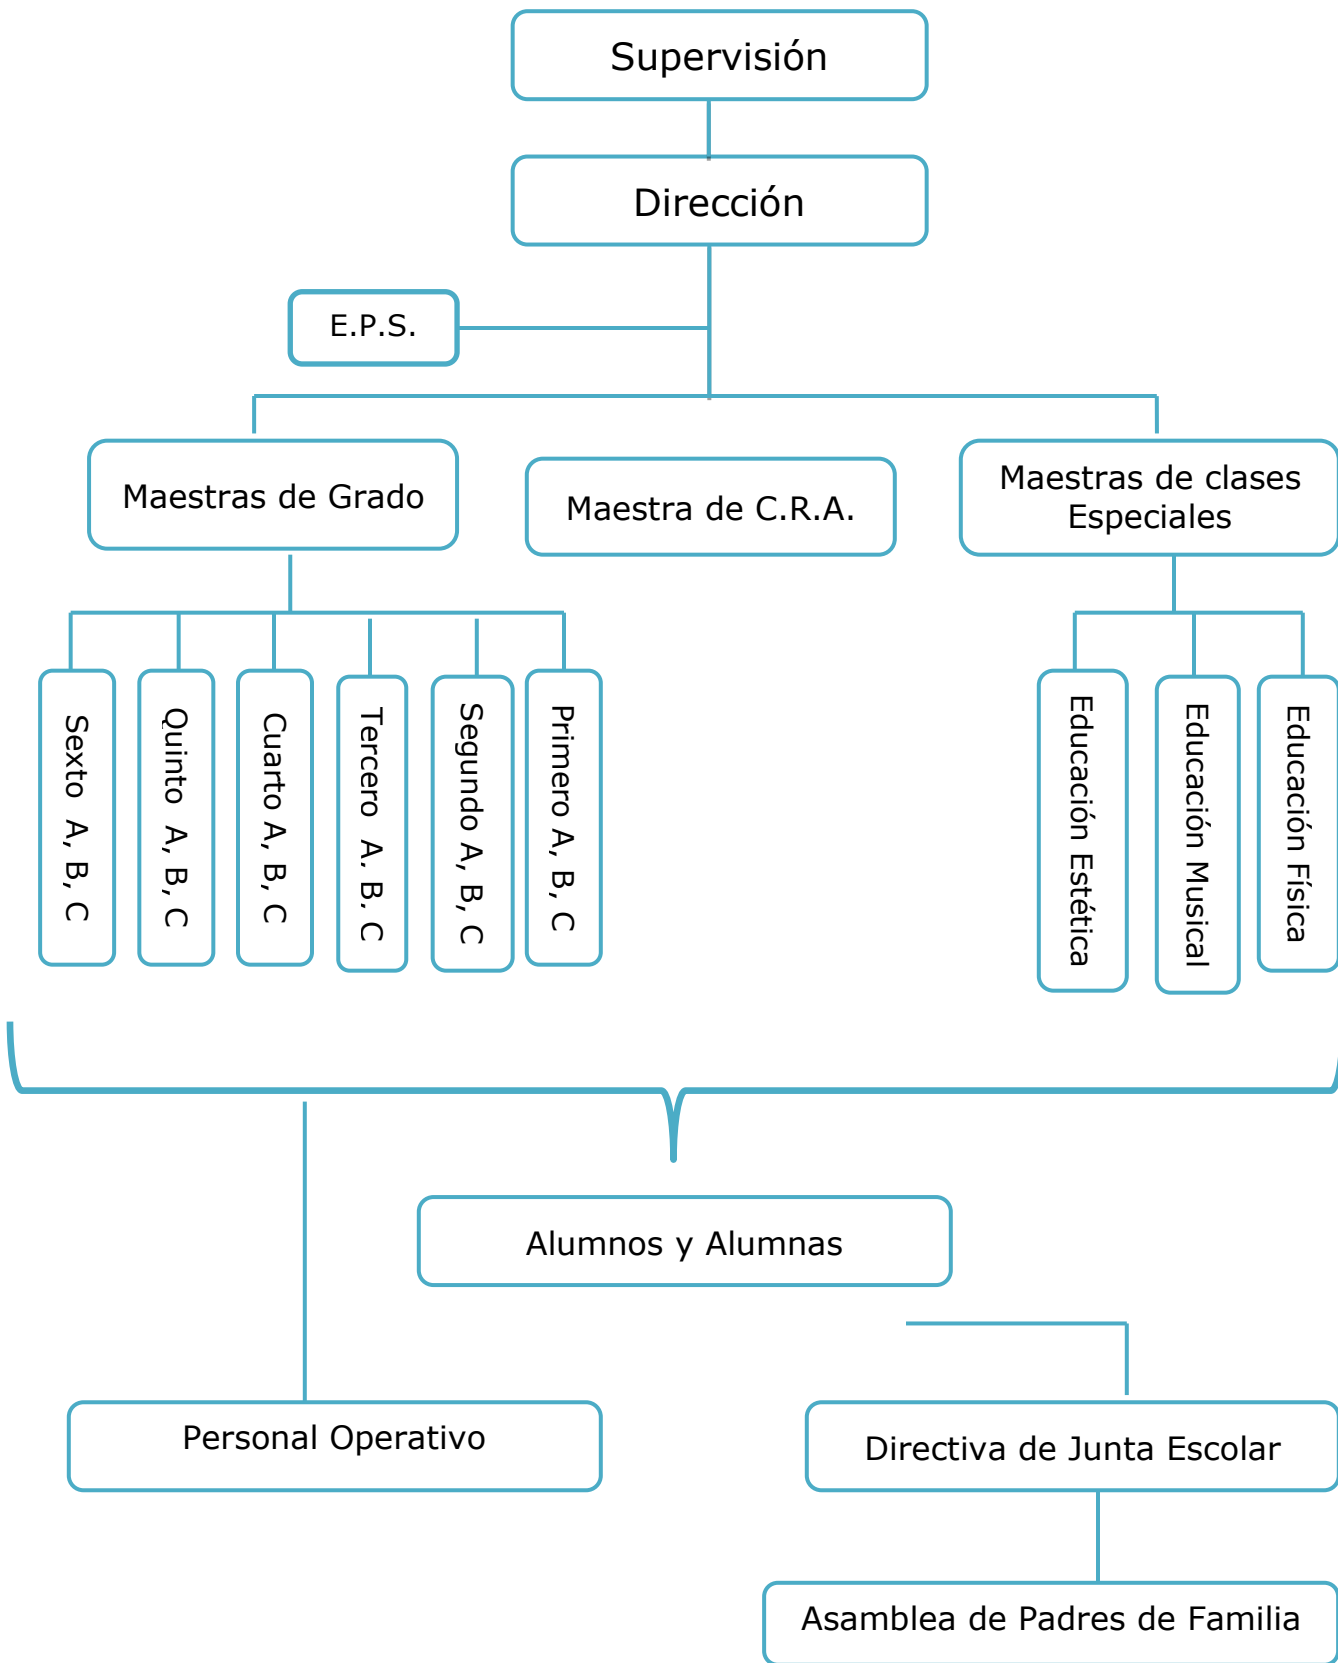 Supervisión
Dirección
E.P.S.
Maestras de Grado
Maestra de C.R.A.
Maestras de clases
Especiales
Sexto A, B, C
Quinto A, B, C
Cuarto A, B, C
Tercero A. B, C
Segundo A, B, C
Primero A, B, C
Educación Estética
Educación Musical
Educación Física
Alumnos y Alumnas
Personal Operativo
Directiva de Junta Escolar
Asamblea de Padres de Familia